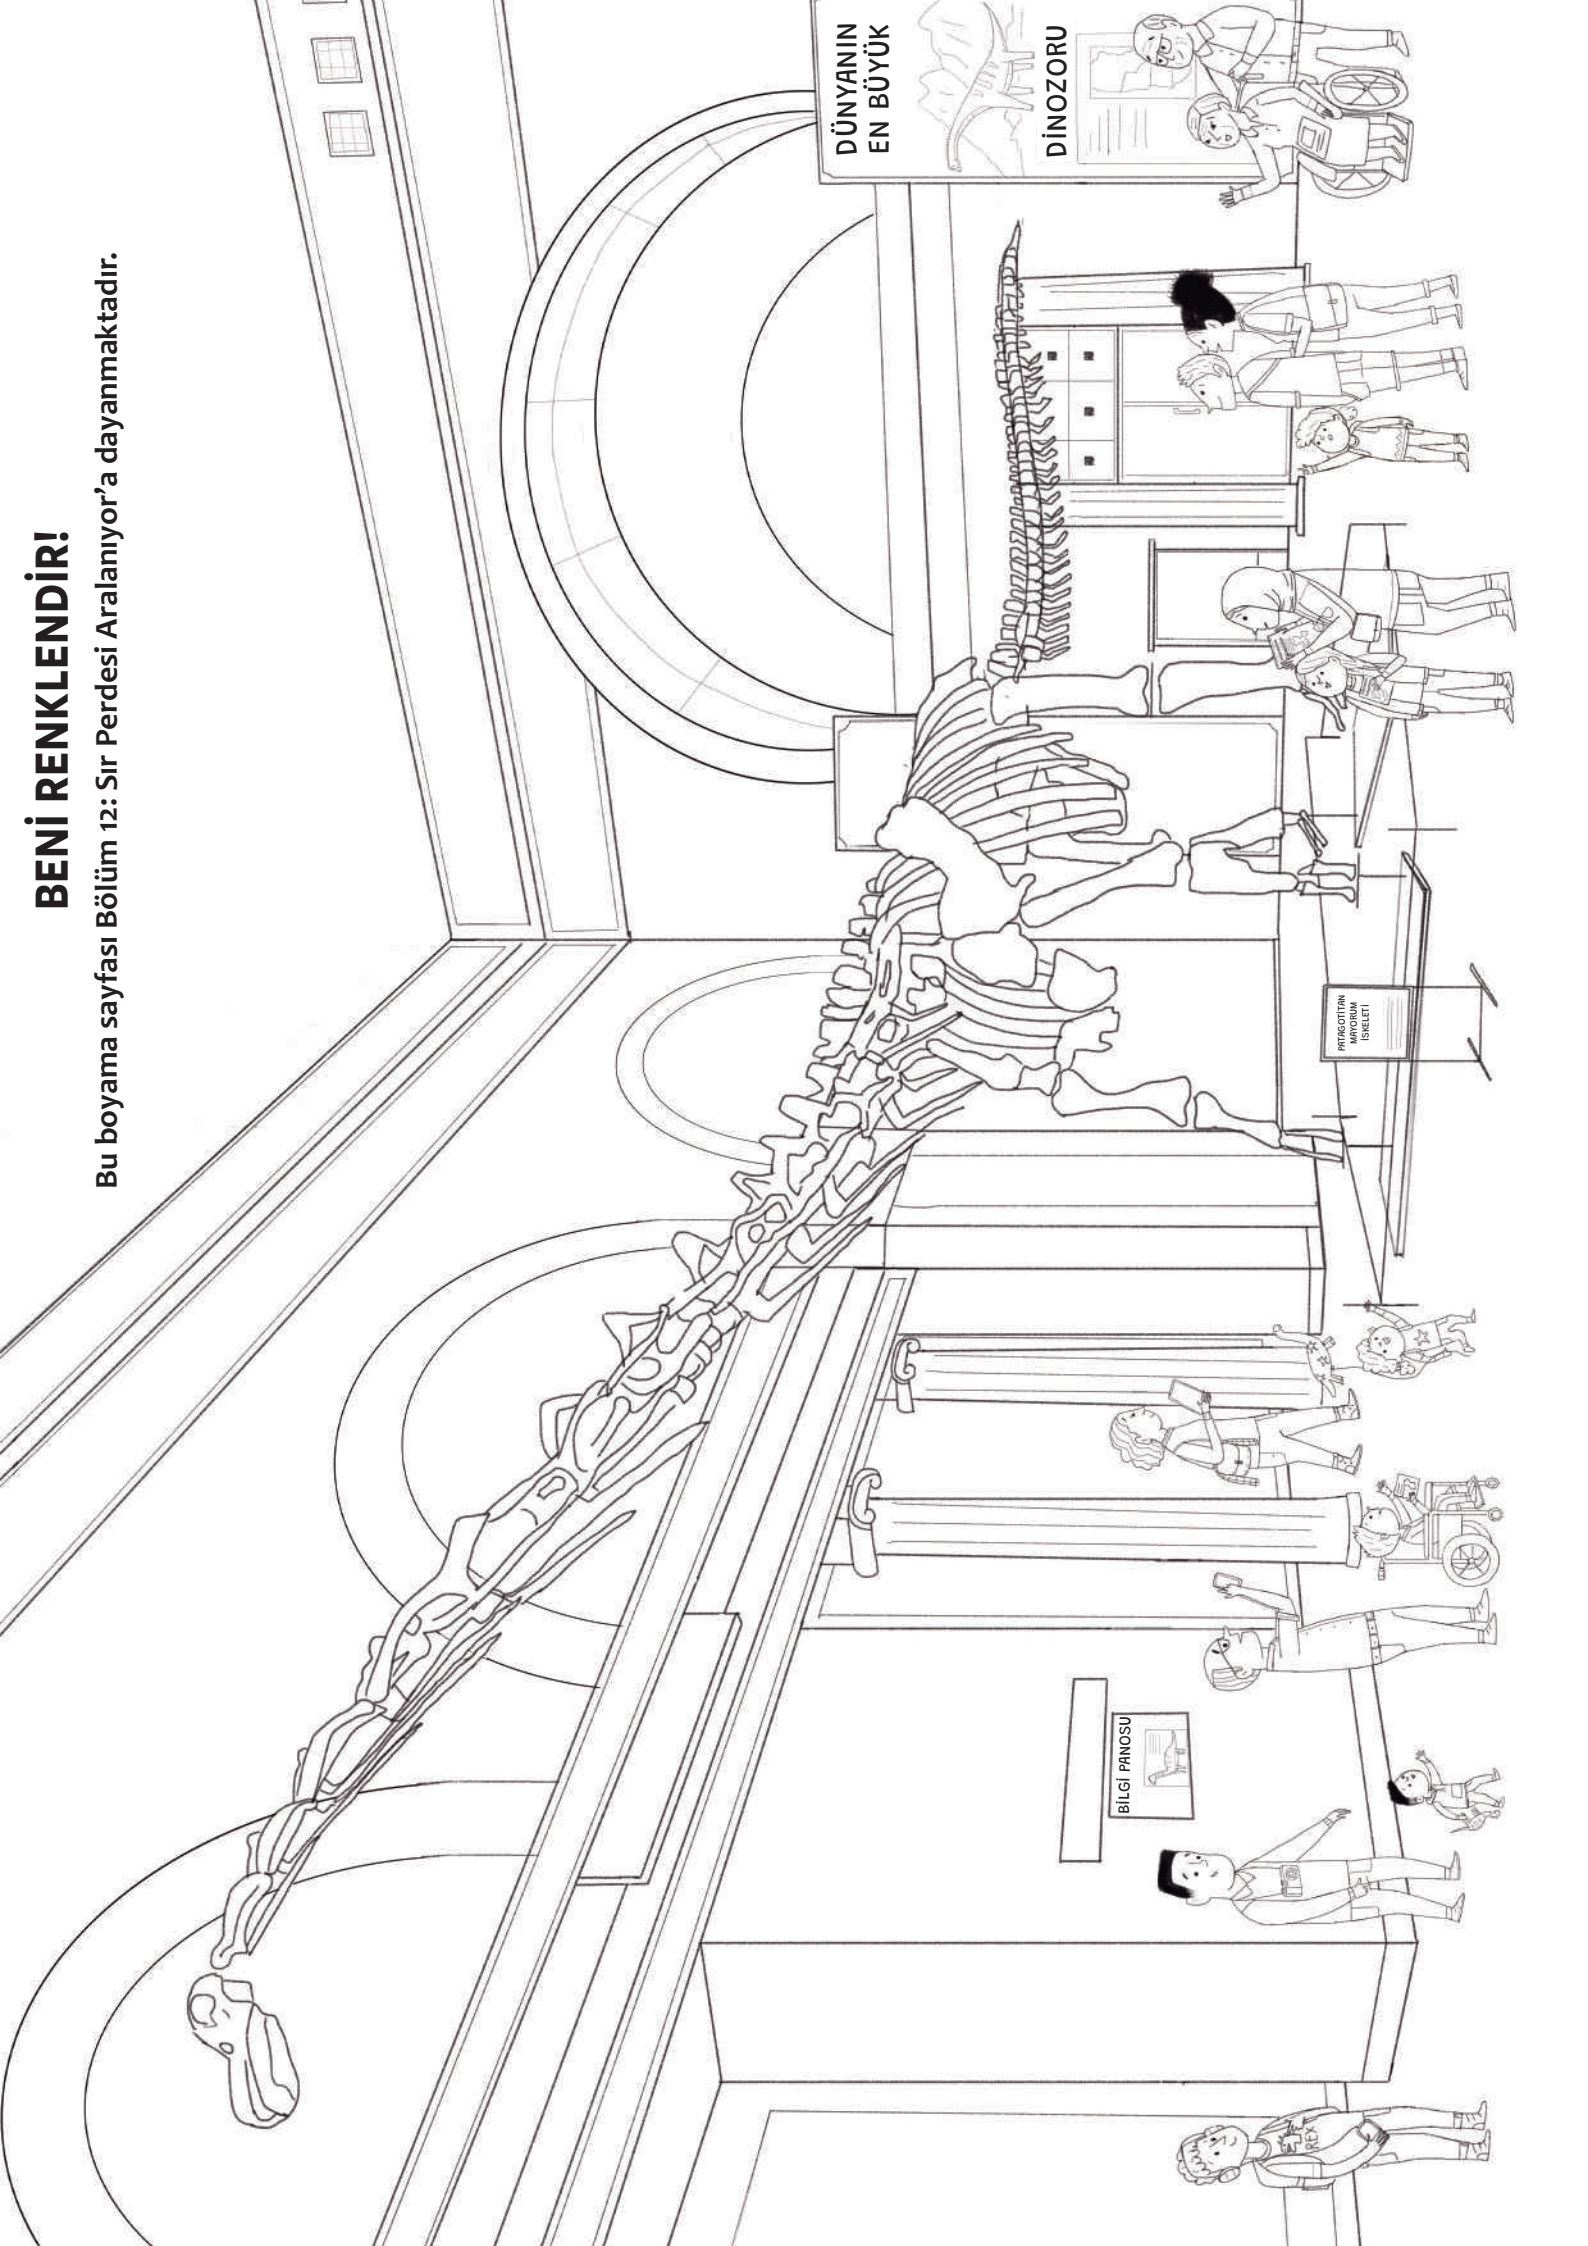 BENİ RENKLENDİR!
Bu boyama sayfası Bölüm 12: Sır Perdesi Aralanıyor'a dayanmaktadır.
DÜNYANIN
EN BÜYÜK
DİNOZORU
PATAGOTİTAN
MAYORUM
İSKELETİ
BİLGİ PANOSU
REX